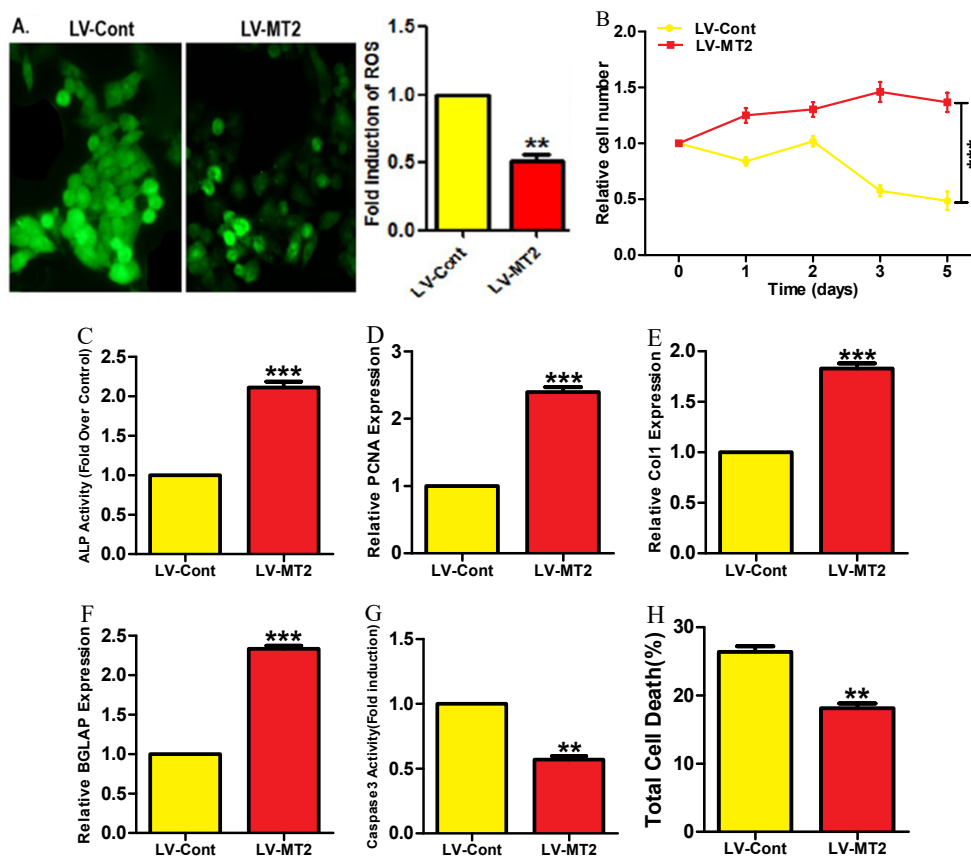 A.
LV-Cont
LV-MT2
Fold Induction of ROS
1.0
0.5
0.0
**
LV-Cont
LV-MT2
B
LV-Cont
LV-MT2
Relative cell number
2.0
1.5
1.0
0.5
0.0
***
0 1 2 3 5
Time (days)
C
ALP Activity (Fold Over Control)
2.5
2.0
1.5
1.0
0.5
0.0
***
LV-Cont LV-MT2
D
Relative PCNA Expression
3
2
1
0
***
LV-Cont LV-MT2
E
Relative Col1 Expression
2.0
1.5
1.0
0.5
0.0
***
LV-Cont LV-MT2
F
Relative BGLAP Expression
2.5
2.0
1.5
1.0
0.5
0.0
***
LV-Cont LV-MT2
G
Caspase3 Activity(Fold induction)
1.5
1.0
0.5
0.0
**
LV-Cont LV-MT2
H
Total Cell Death(%)
30
20
10
0
**
LV-Cont LV-MT2